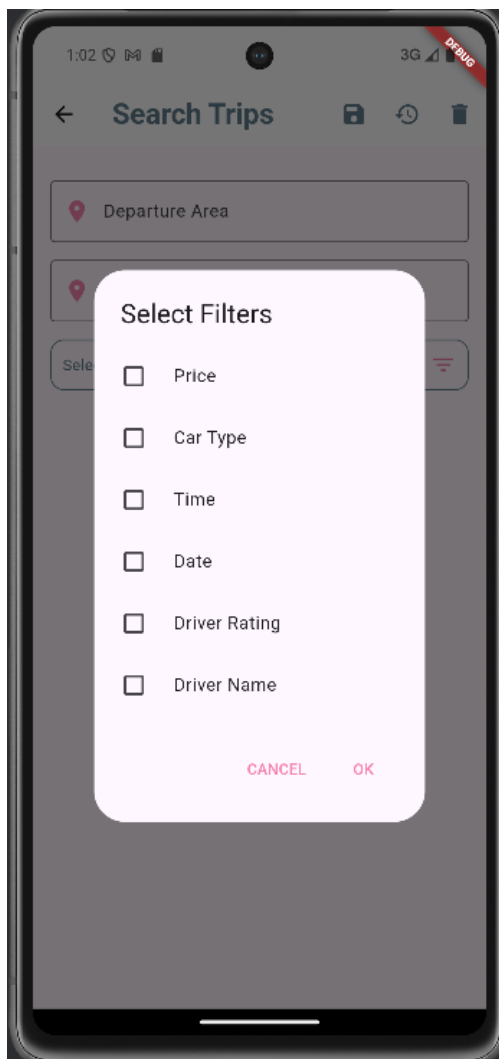 1:02
3G
DEBUG
Search Trips
Departure Area
Sele
Select Filters
Price
Car Type
Time
Date
Driver Rating
Driver Name
CANCEL OK